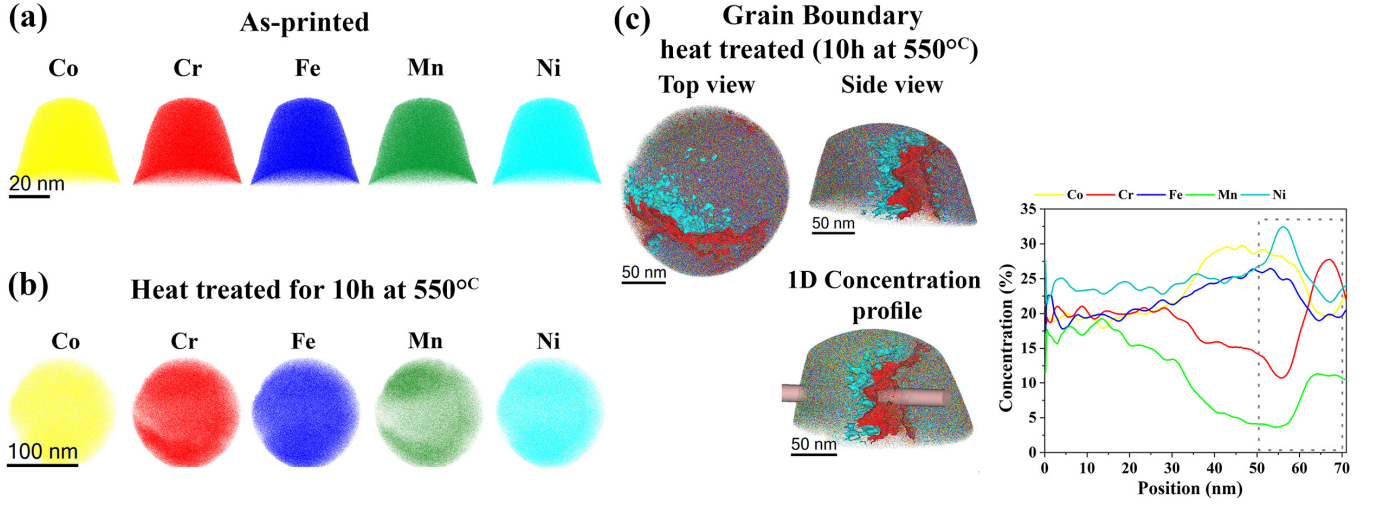 (a)
As-printed
Co Cr Fe Mn Ni
20 nm
(b)
Heat treated for 10h at 550°C
Co Cr Fe Mn Ni
100 nm
(c)
Grain Boundary
heat treated (10h at 550°C)
Top view Side view
50 nm
50 nm
1D Concentration
profile
50 nm
Co Cr Fe Mn Ni
Concentration (%)
35
30
25
20
15
10
5
0
0 10 20 30 40 50 60 70
Position (nm)